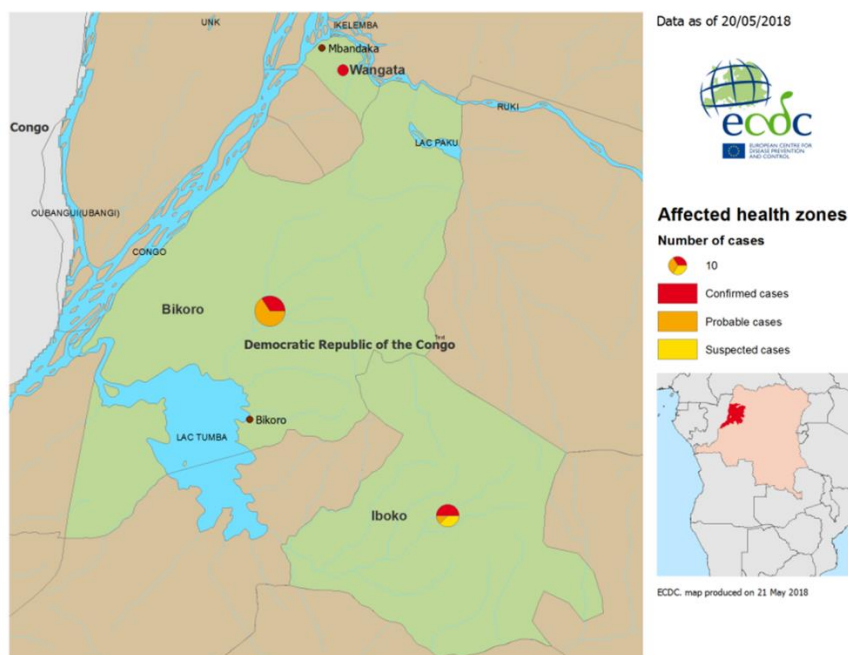 UNK
IKELEMBA
Mbandaka
Wangata
RUKI
Congo
LAC PAKU
OUBANGUI(UBANGI)
CONGO
Bikoro
Democratic Republic of the Congo
Bikoro
LAC TUMBA
Iboko
Data as of 20/05/2018
ecdc
EUROPEAN CENTRE FOR
DISEASE PREVENTION
AND CONTROL
Affected health zones
Number of cases
10
Confirmed cases
Probable cases
Suspected cases
ECDC. map produced on 21 May 2018